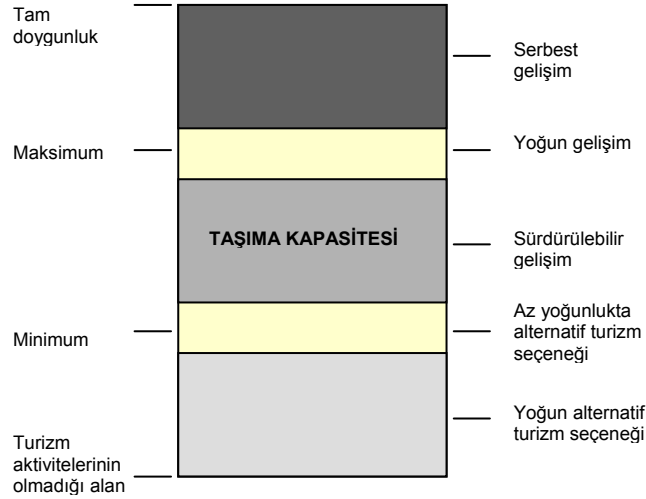 Tam
doygunluk
Serbest
gelişim
Maksimum
Yoğun gelişim
TAŞIMA KAPASİTESİ
Sürdürülebilir
gelişim
Minimum
Az yoğunlukta
alternatif turizm
seçeneği
Yoğun alternatif
turizm seçeneği
Turizm
aktivitelerinin
olmadığı alan